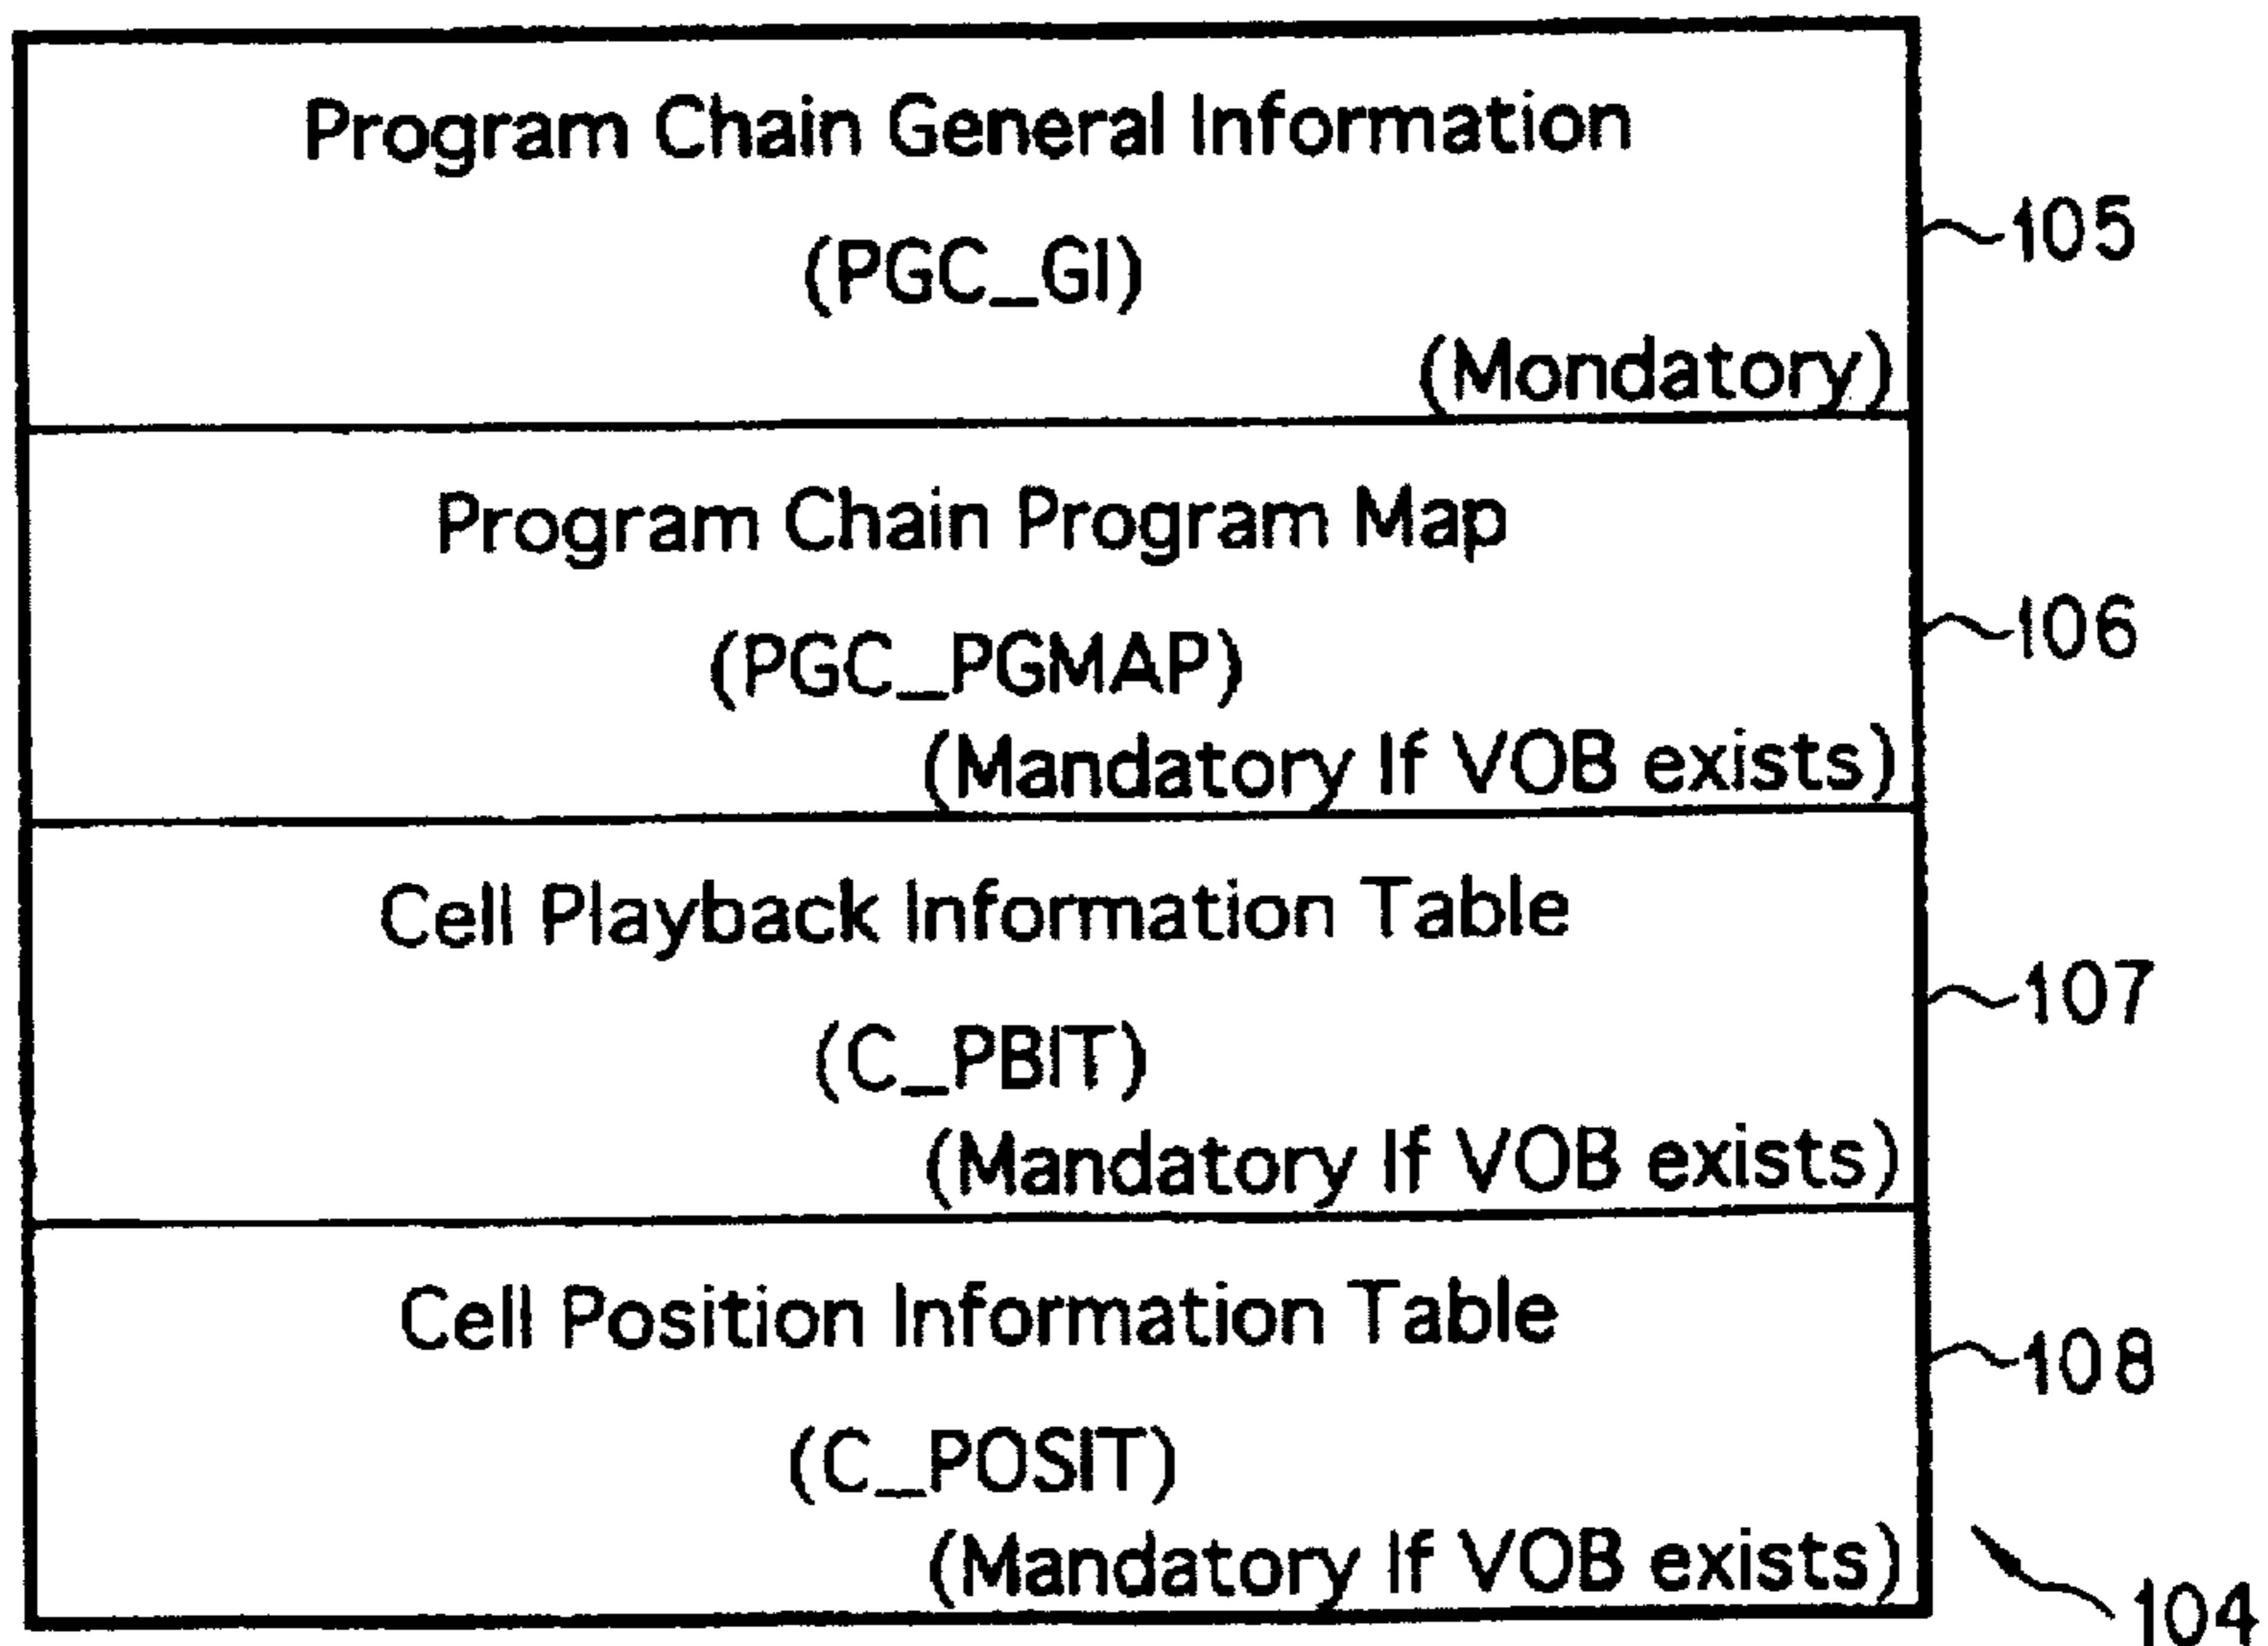 Program Chain General Information
(PGC_GI)
105
(Mondatory)
Program Chain Program Map
(PGC_PGMAP)
106
(Mandatory If VOB exists)
Cell Playback Information Table
107
(C_PBIT)
(Mandatory If VOB exists)
Cell Position Information Table
108
(C_POSIT)
(Mandatory If VOB exists)
104